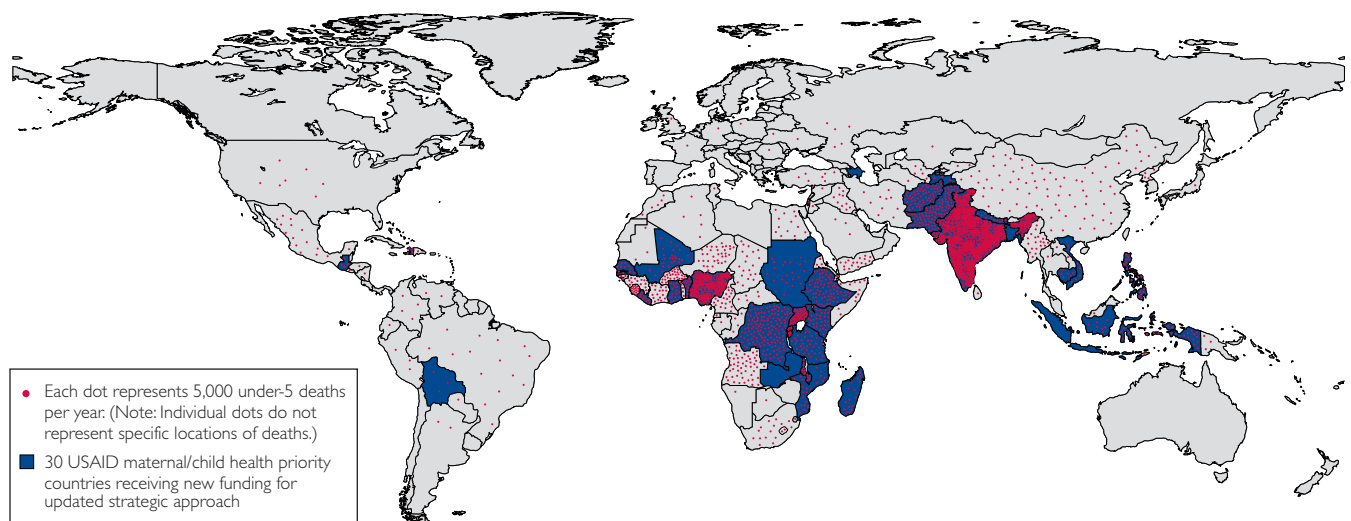 Each dot represents 5,000 under-5 deaths
per year. (Note: Individual dots do not
represent specific locations of deaths.)
30 USAID maternal/child health priority
countries receiving new funding for
updated strategic approach